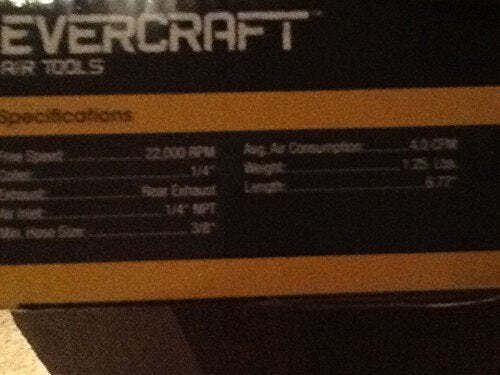 EVERCRAFT
AIR TOOLS
Specifications
Free Speed: 22,000 RPM
Collet: 1/4"
Exhaust: Rear Exhaust
Air Inlet: 1/4" NPT
Min. Hose Size: 3/8"
Avg. Air Consumption: 4.0 CFM
Weight: 1.25 Lbs.
Length: 6.77"